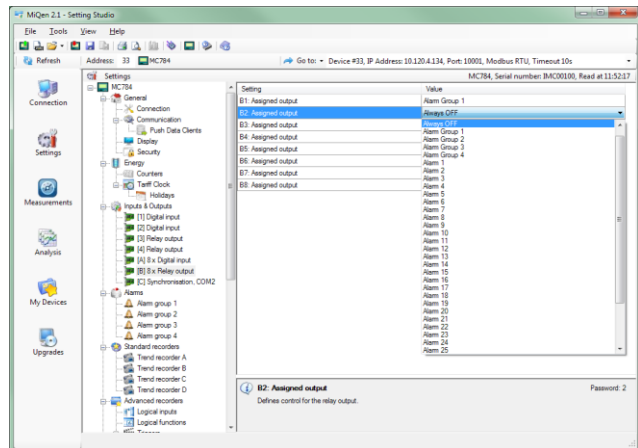 MiQen 2.1 - Setting Studio
File Tools View Help
Refresh Address: 33 MC784 Go to: Device #33, IP Address: 10.120.4.134, Port: 10001, Modbus RTU, Timeout 10s
Connection
Settings
Measurements
Analysis
My Devices
Upgrades
Settings
MC784, Serial number: IMC00100, Read at 11:52:17
MC784
General
Connection
Communication
Push Data Clients
Display
Security
Energy
Counters
Tariff Clock
Holidays
Inputs & Outputs
[1] Digital input
[2] Digital input
[3] Relay output
[4] Relay output
[A] 8 x Digital input
[B] 8 x Relay output
[C] Synchronisation, COM2
Alarms
Alarm group 1
Alarm group 2
Alarm group 3
Alarm group 4
Standard recorders
Trend recorder A
Trend recorder B
Trend recorder C
Trend recorder D
Advanced recorders
Logical inputs
Logical functions
Setting Value
B1: Assigned output Alarm Group 1
B2: Assigned output Always OFF
B3: Assigned output
B4: Assigned output
B5: Assigned output
B6: Assigned output
B7: Assigned output
B8: Assigned output
Always OFF
Always ON
Alarm Group 1
Alarm Group 2
Alarm Group 3
Alarm Group 4
Alarm 1
Alarm 2
Alarm 3
Alarm 4
Alarm 5
Alarm 6
Alarm 7
Alarm 8
Alarm 9
Alarm 10
Alarm 11
Alarm 12
Alarm 13
Alarm 14
Alarm 15
Alarm 16
Alarm 17
Alarm 18
Alarm 19
Alarm 20
Alarm 21
Alarm 22
Alarm 23
Alarm 24
Alarm 25
B2: Assigned output Password: 2
Defines control for the relay output.